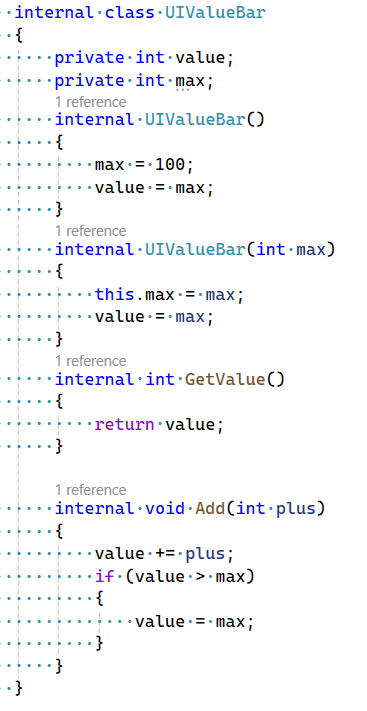 internal class UIValueBar
{
private int value;
private int max;
1 reference
internal UIValueBar()
{
max = 100;
value = max;
}
1 reference
internal UIValueBar(int max)
{
this.max = max;
value = max;
}
1 reference
internal int GetValue()
{
return value;
}
1 reference
internal void Add(int plus)
{
value += plus;
if (value > max)
{
value = max;
}
}
}